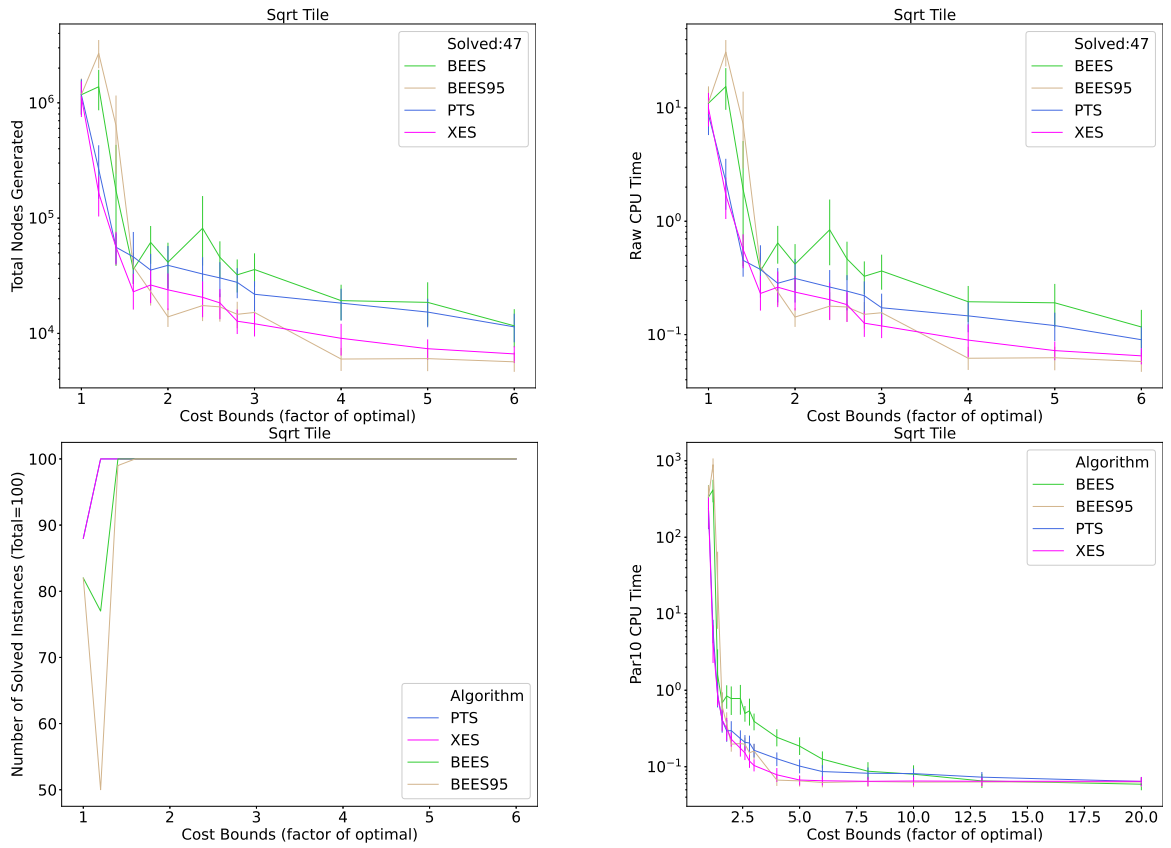 Sqrt Tile
Total Nodes Generated
10^6
10^5
10^4
Solved:47
BEES
BEES95
PTS
XES
1 2 3 4 5 6
Cost Bounds (factor of optimal)
Sqrt Tile
Raw CPU Time
10^1
10^0
10^−1
Solved:47
BEES
BEES95
PTS
XES
1 2 3 4 5 6
Cost Bounds (factor of optimal)
Sqrt Tile
Number of Solved Instances (Total=100)
100
90
80
70
60
50
Algorithm
PTS
XES
BEES
BEES95
1 2 3 4 5 6
Cost Bounds (factor of optimal)
Sqrt Tile
Par10 CPU Time
10^3
10^2
10^1
10^0
10^−1
Algorithm
BEES
BEES95
PTS
XES
2.5 5.0 7.5 10.0 12.5 15.0 17.5 20.0
Cost Bounds (factor of optimal)